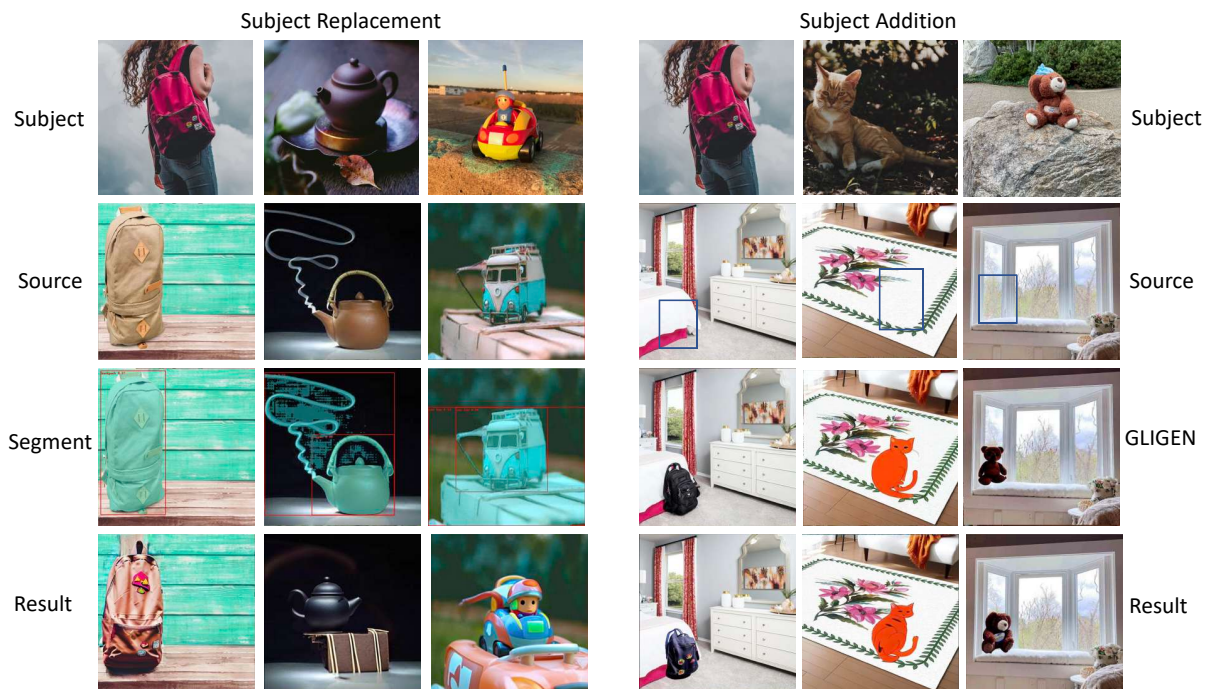 Subject Replacement
Subject Addition
Subject
Subject
Source
Source
Segment
GLIGEN
Result
Result